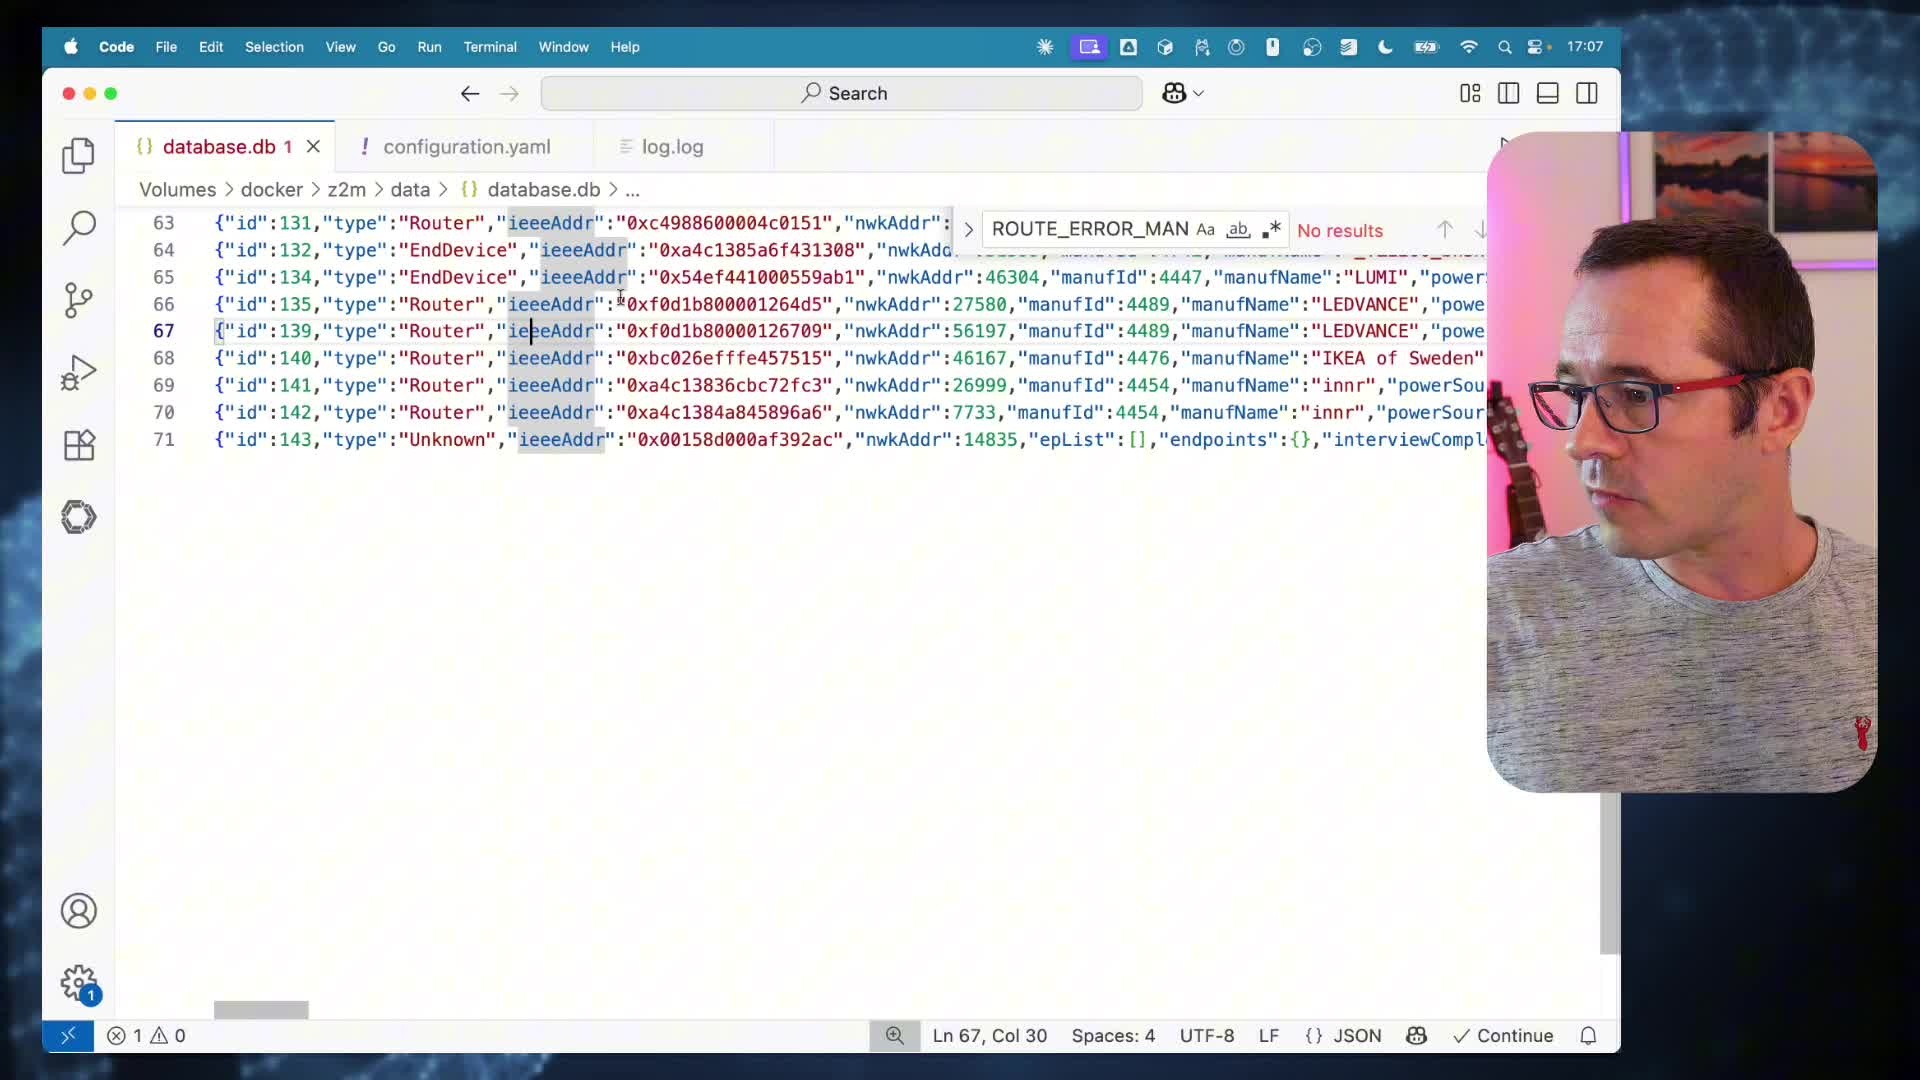 Code File Edit Selection View Go Run Terminal Window Help 17:07
Search
database.db 1 configuration.yaml log.log
Volumes > docker > z2m > data > {} database.db > ...
ROUTE_ERROR_MAN Aa ab .* No results
63 {"id":131,"type":"Router","ieeeAddr":"0xc4988600004c0151","nwkAddr":
64 {"id":132,"type":"EndDevice","ieeeAddr":"0xa4c1385a6f431308","nwkAdd
65 {"id":134,"type":"EndDevice","ieeeAddr":"0x54ef441000559ab1","nwkAddr":46304,"manufId":4447,"manufName":"LUMI","powerS
66 {"id":135,"type":"Router","ieeeAddr":"0xf0d1b800001264d5","nwkAddr":27580,"manufId":4489,"manufName":"LEDVANCE","powe
67 {"id":139,"type":"Router","ieeeAddr":"0xf0d1b80000126709","nwkAddr":56197,"manufId":4489,"manufName":"LEDVANCE","powe
68 {"id":140,"type":"Router","ieeeAddr":"0xbc026efffe457515","nwkAddr":46167,"manufId":4476,"manufName":"IKEA of Sweden"
69 {"id":141,"type":"Router","ieeeAddr":"0xa4c13836cbc72fc3","nwkAddr":26999,"manufId":4454,"manufName":"innr","powerSou
70 {"id":142,"type":"Router","ieeeAddr":"0xa4c1384a845896a6","nwkAddr":7733,"manufId":4454,"manufName":"innr","powerSour
71 {"id":143,"type":"Unknown","ieeeAddr":"0x00158d000af392ac","nwkAddr":14835,"epList":[],"endpoints":{},"interviewCompl
1
1 0 Ln 67, Col 30 Spaces: 4 UTF-8 LF {} JSON Continue